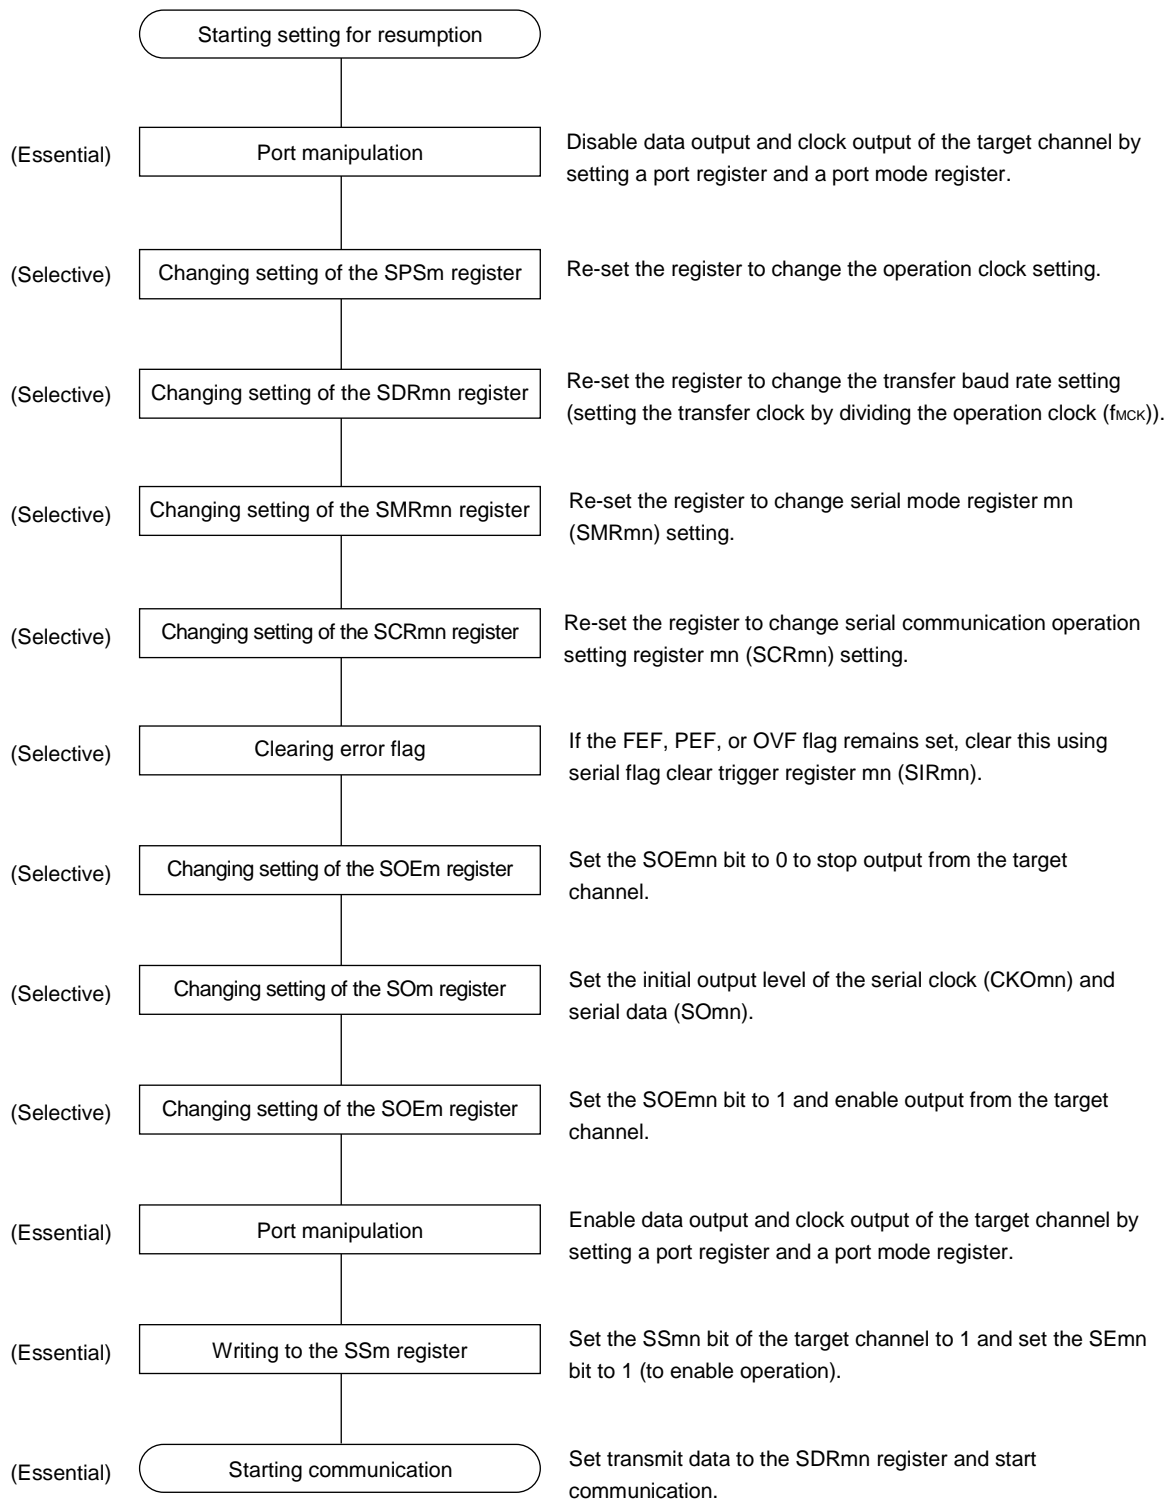 Starting setting for resumption
(Essential)
Port manipulation
Disable data output and clock output of the target channel by
setting a port register and a port mode register.
(Selective)
Changing setting of the SPSm register
Re-set the register to change the operation clock setting.
(Selective)
Changing setting of the SDRmn register
Re-set the register to change the transfer baud rate setting
(setting the transfer clock by dividing the operation clock (fMCK)).
(Selective)
Changing setting of the SMRmn register
Re-set the register to change serial mode register mn
(SMRmn) setting.
(Selective)
Changing setting of the SCRmn register
Re-set the register to change serial communication operation
setting register mn (SCRmn) setting.
(Selective)
Clearing error flag
If the FEF, PEF, or OVF flag remains set, clear this using
serial flag clear trigger register mn (SIRmn).
(Selective)
Changing setting of the SOEm register
Set the SOEmn bit to 0 to stop output from the target
channel.
(Selective)
Changing setting of the SOm register
Set the initial output level of the serial clock (CKOmn) and
serial data (SOmn).
(Selective)
Changing setting of the SOEm register
Set the SOEmn bit to 1 and enable output from the target
channel.
(Essential)
Port manipulation
Enable data output and clock output of the target channel by
setting a port register and a port mode register.
(Essential)
Writing to the SSm register
Set the SSmn bit of the target channel to 1 and set the SEmn
bit to 1 (to enable operation).
(Essential)
Starting communication
Set transmit data to the SDRmn register and start
communication.